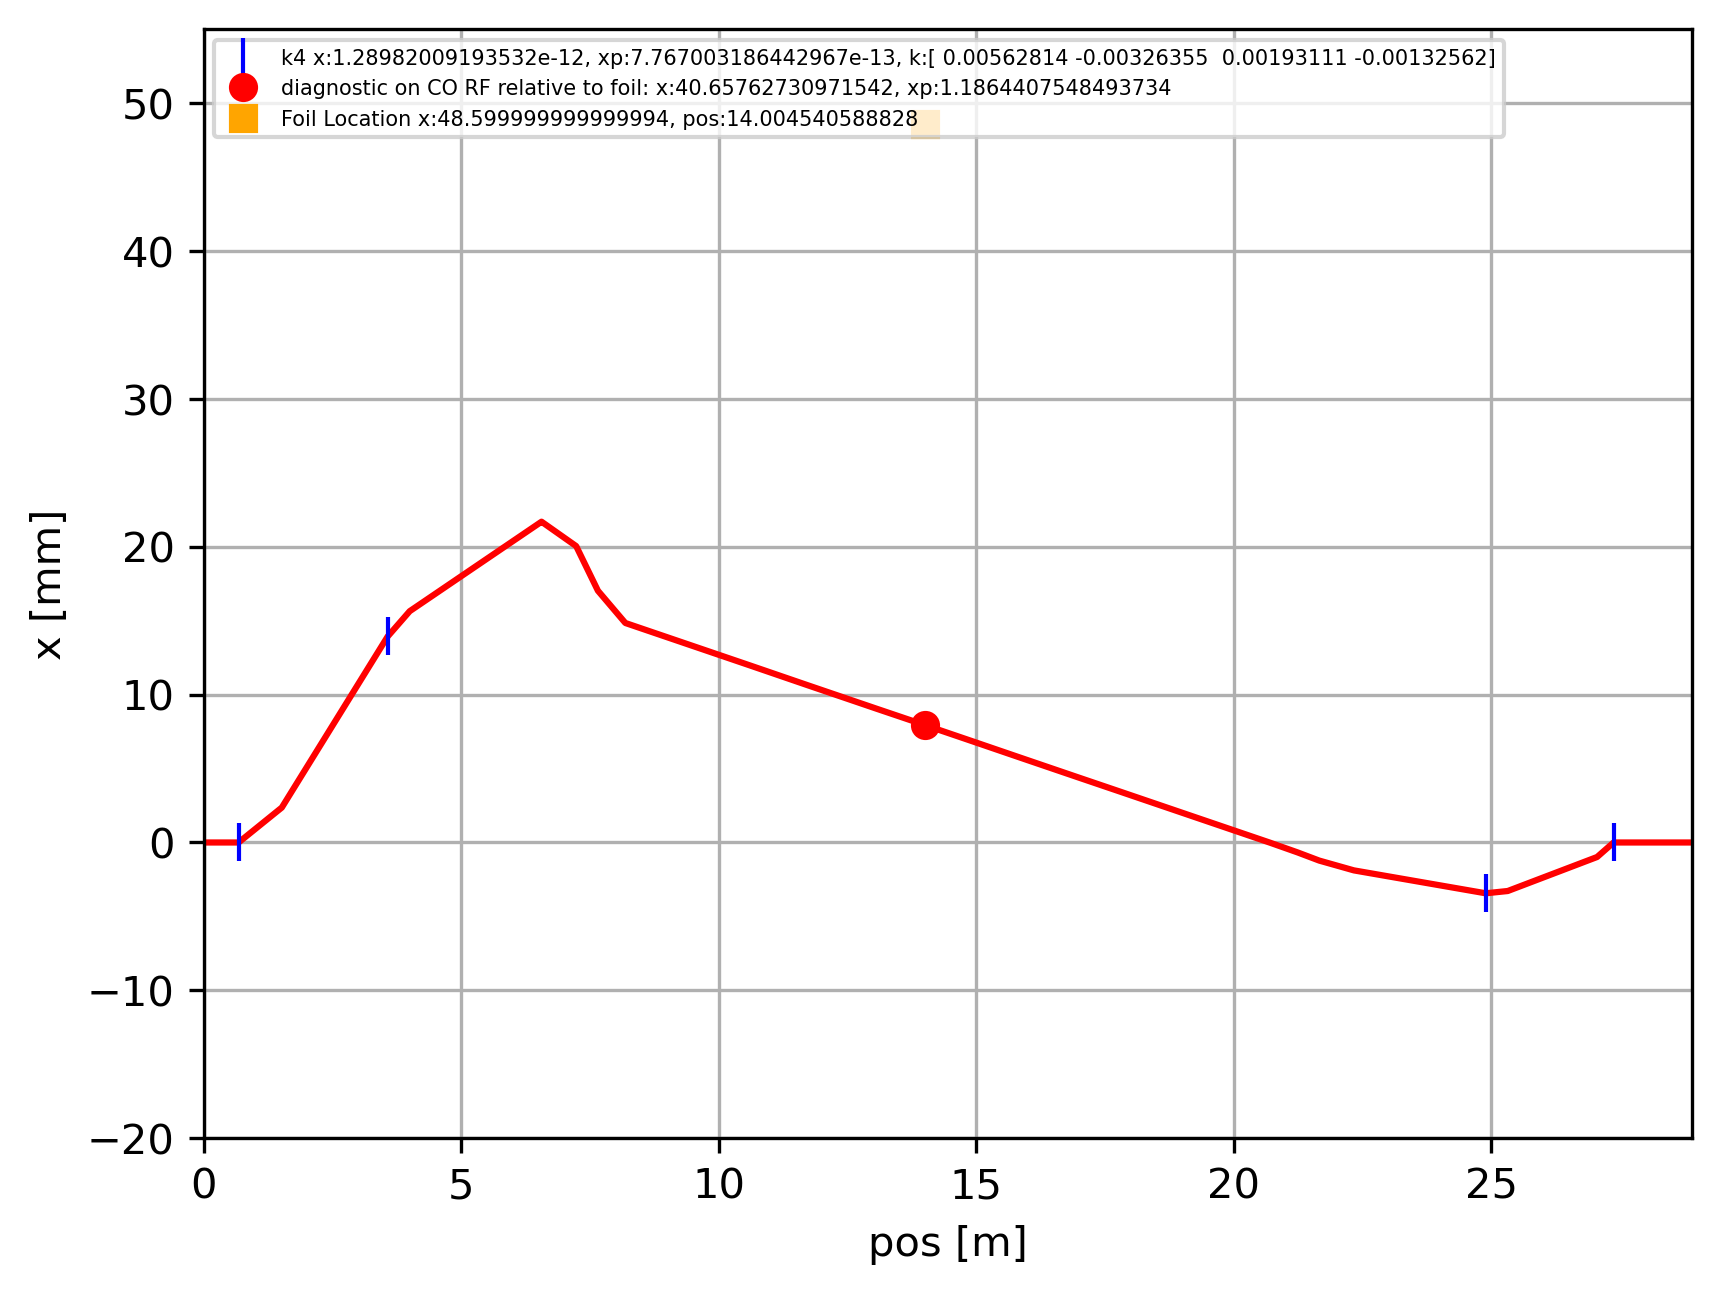 k4 x:1.28982009193532e-12, xp:7.767003186442967e-13, k:[ 0.00562814 -0.00326355  0.00193111 -0.00132562]
diagnostic on CO RF relative to foil: x:40.65762730971542, xp:1.1864407548493734
Foil Location x:48.599999999999994, pos:14.004540588828
50
40
30
20
10
0
−10
−20
x [mm]
0 5 10 15 20 25
pos [m]